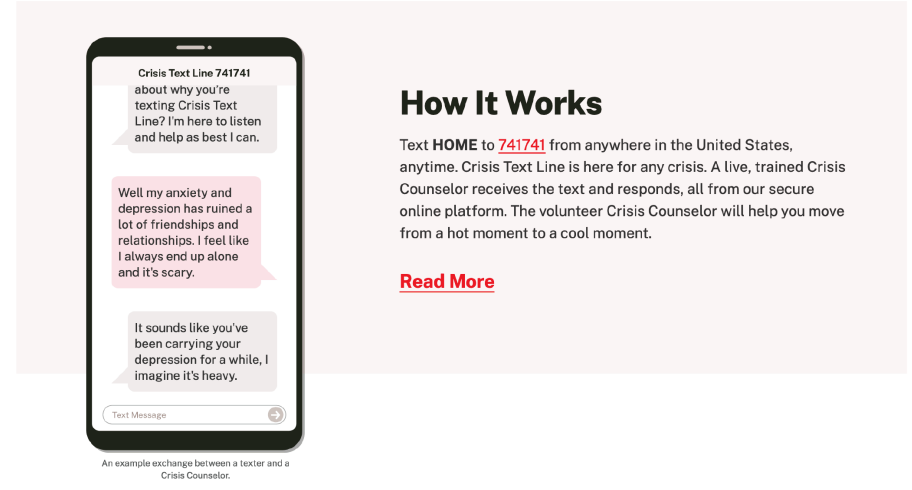 Crisis Text Line 741741
about why you're
texting Crisis Text
Line? I'm here to listen
and help as best I can.
Well my anxiety and
depression has ruined a
lot of friendships and
relationships. I feel like
I always end up alone
and it's scary.
It sounds like you've
been carrying your
depression for a while, I
imagine it's heavy.
Text Message
An example exchange between a texter and a
Crisis Counselor.
How It Works
Text HOME to 741741 from anywhere in the United States,
anytime. Crisis Text Line is here for any crisis. A live, trained Crisis
Counselor receives the text and responds, all from our secure
online platform. The volunteer Crisis Counselor will help you move
from a hot moment to a cool moment.
Read More